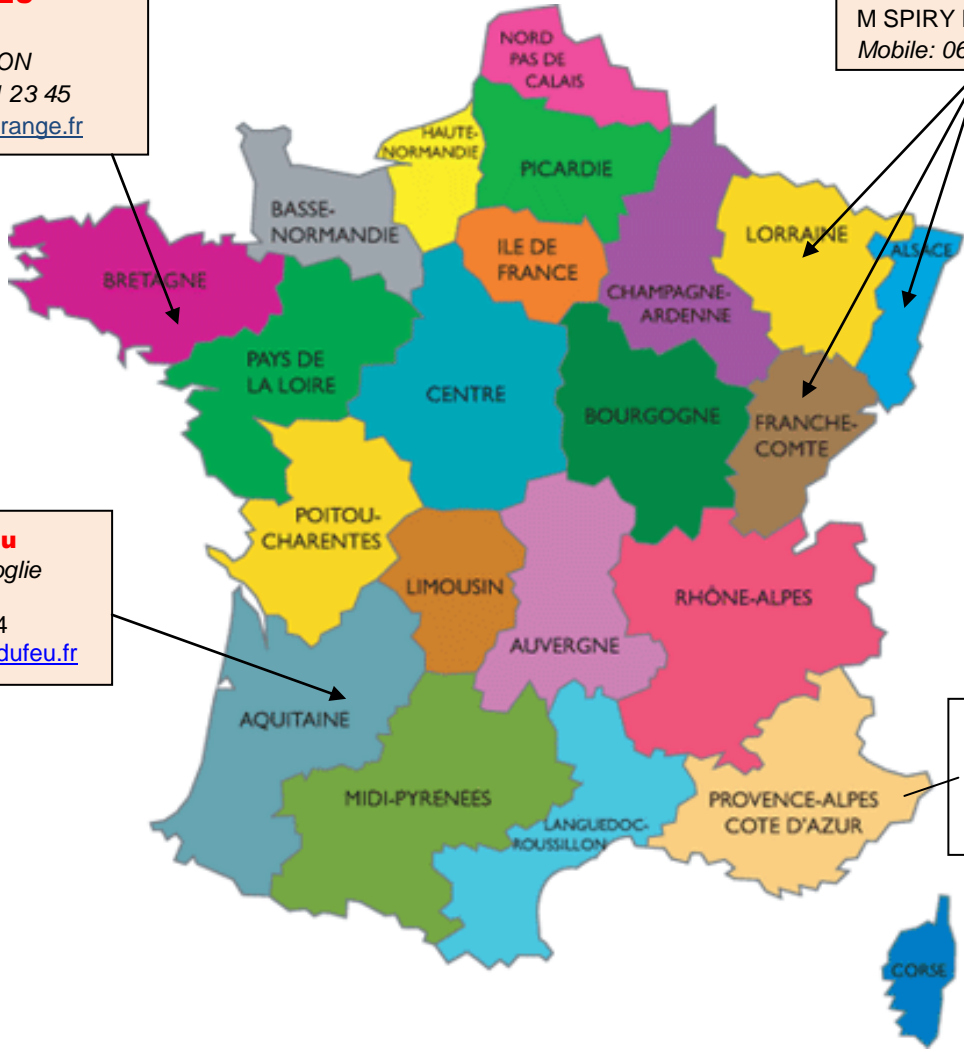 ON
23 45
range.fr
M SPIRY
Mobile: 06
NORD
PAS DE
CALAIS
HAUTE-
NORMANDIE
PICARDIE
BASSE-
NORMANDIE
ILE DE
FRANCE
LORRAINE
ALSACE
BRETAGNE
CHAMPAGNE-
ARDENNE
PAYS DE
LA LOIRE
CENTRE
BOURGOGNE
FRANCHE-
COMTE
POITOU-
CHARENTES
LIMOUSIN
RHÔNE-ALPES
AUVERGNE
u
oglie
4
dufeu.fr
AQUITAINE
MIDI-PYRENEES
LANGUEDOC-
ROUSSILLON
PROVENCE-ALPES
COTE D'AZUR
CORSE